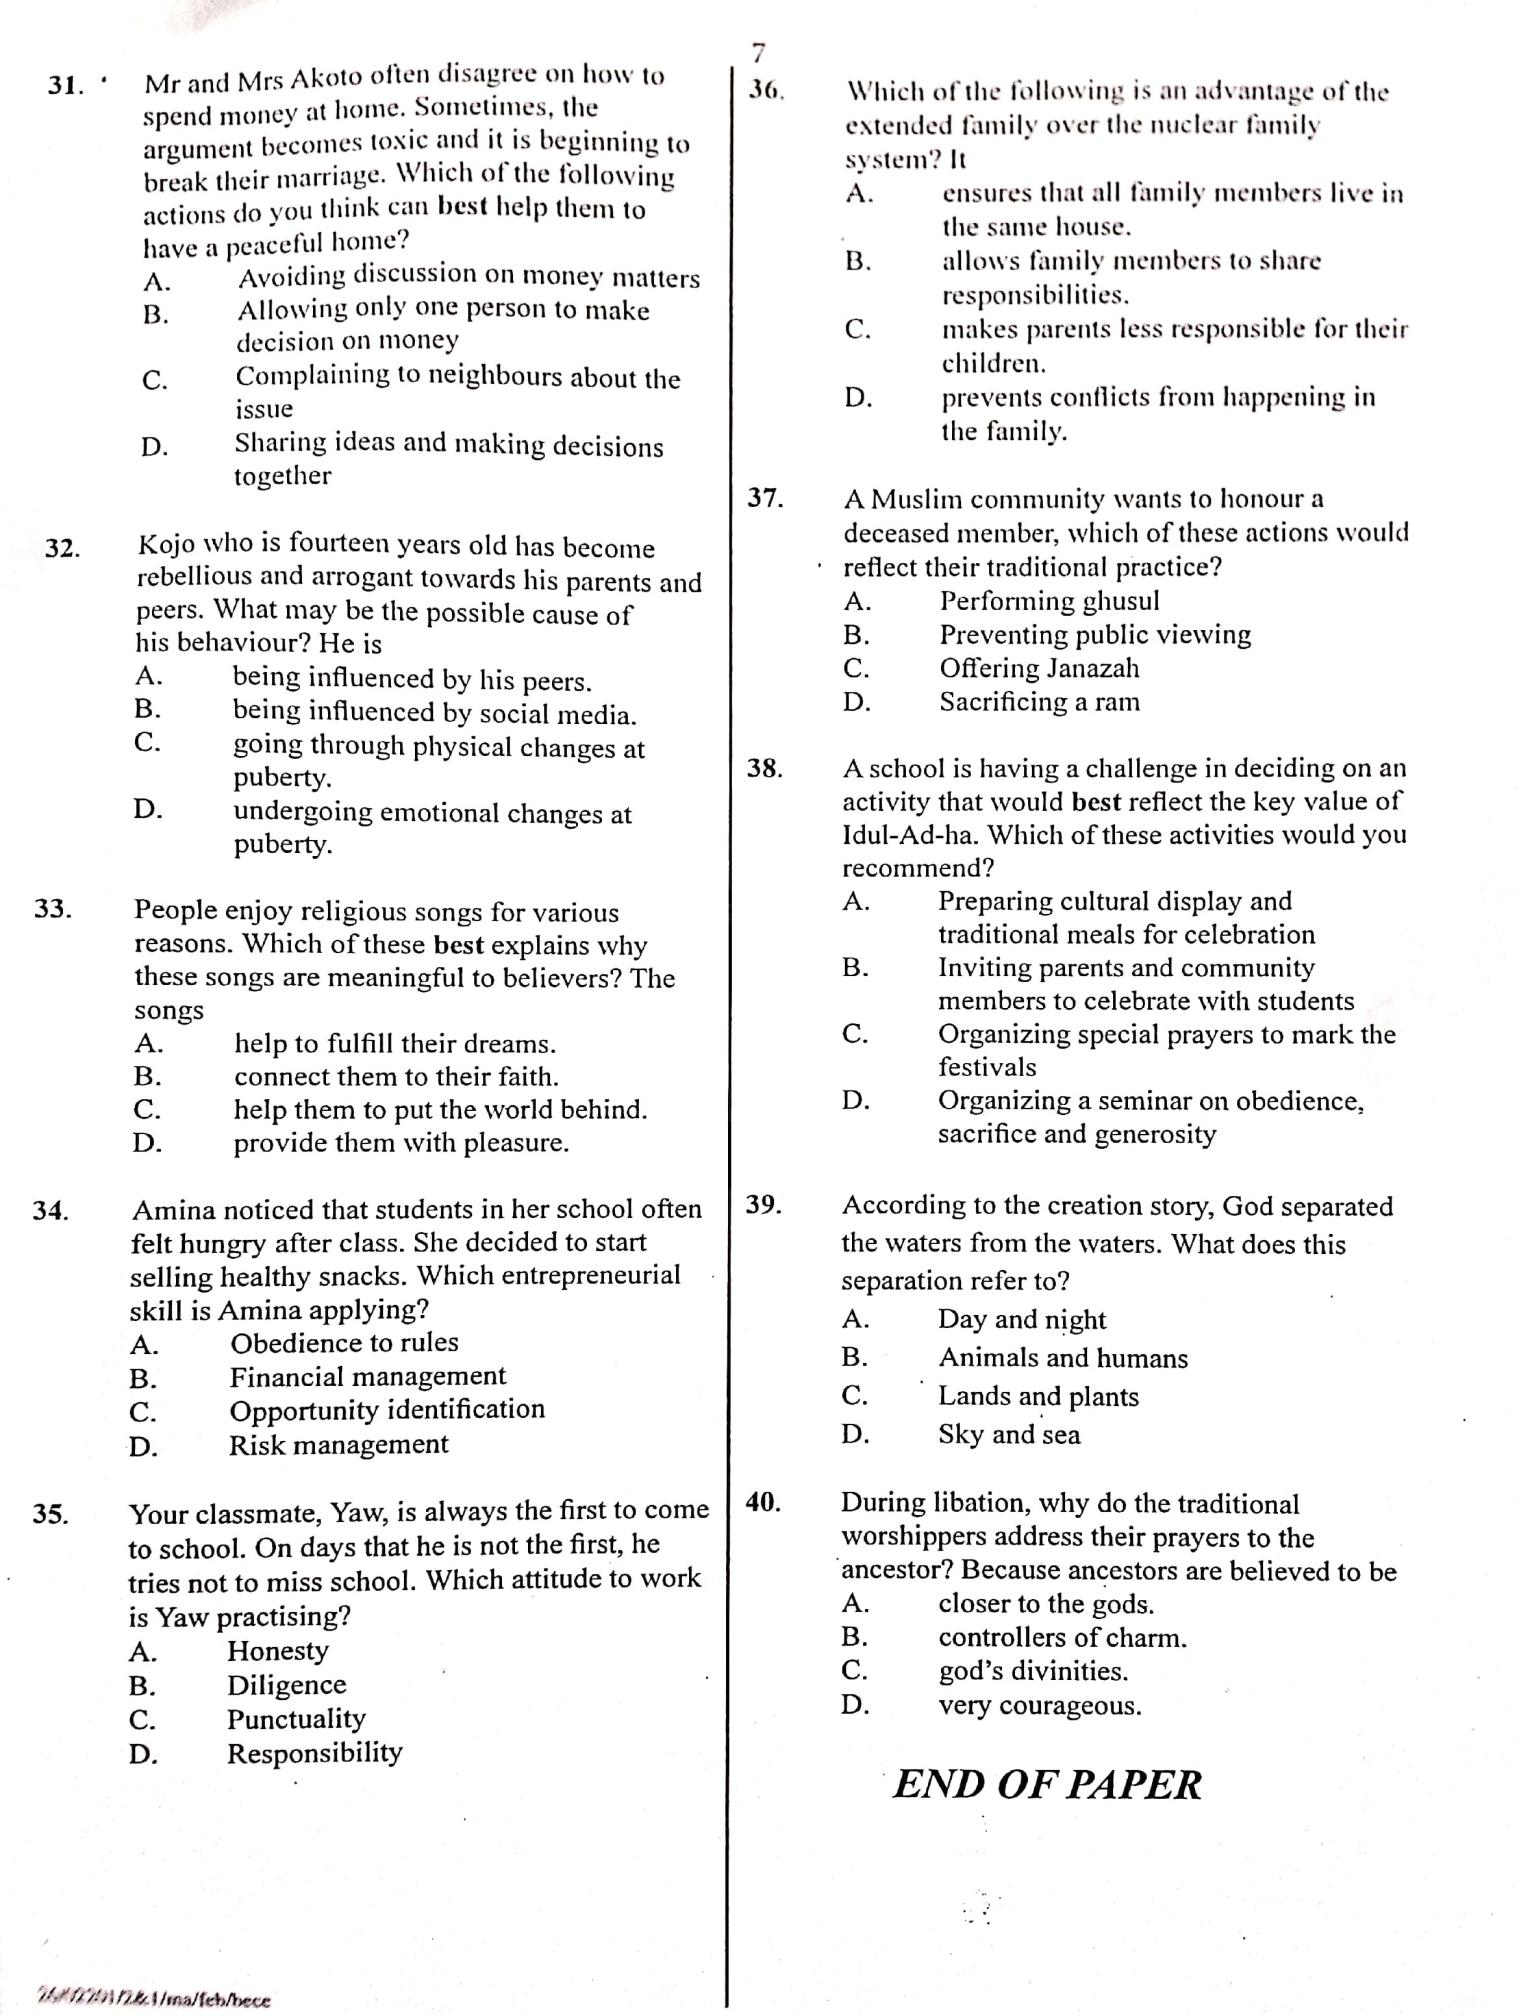 7
31. Mr and Mrs Akoto often disagree on how to
spend money at home. Sometimes, the
argument becomes toxic and it is beginning to
break their marriage. Which of the following
actions do you think can best help them to
have a peaceful home?
A. Avoiding discussion on money matters
B. Allowing only one person to make
decision on money
C. Complaining to neighbours about the
issue
D. Sharing ideas and making decisions
together
32. Kojo who is fourteen years old has become
rebellious and arrogant towards his parents and
peers. What may be the possible cause of
his behaviour? He is
A. being influenced by his peers.
B. being influenced by social media.
C. going through physical changes at
puberty.
D. undergoing emotional changes at
puberty.
33. People enjoy religious songs for various
reasons. Which of these best explains why
these songs are meaningful to believers? The
songs
A. help to fulfill their dreams.
B. connect them to their faith.
C. help them to put the world behind.
D. provide them with pleasure.
34. Amina noticed that students in her school often
felt hungry after class. She decided to start
selling healthy snacks. Which entrepreneurial
skill is Amina applying?
A. Obedience to rules
B. Financial management
C. Opportunity identification
D. Risk management
35. Your classmate, Yaw, is always the first to come
to school. On days that he is not the first, he
tries not to miss school. Which attitude to work
is Yaw practising?
A. Honesty
B. Diligence
C. Punctuality
D. Responsibility
36. Which of the following is an advantage of the
extended family over the nuclear family
system? It
A. ensures that all family members live in
the same house.
B. allows family members to share
responsibilities.
C. makes parents less responsible for their
children.
D. prevents conflicts from happening in
the family.
37. A Muslim community wants to honour a
deceased member, which of these actions would
reflect their traditional practice?
A. Performing ghusul
B. Preventing public viewing
C. Offering Janazah
D. Sacrificing a ram
38. A school is having a challenge in deciding on an
activity that would best reflect the key value of
Idul-Ad-ha. Which of these activities would you
recommend?
A. Preparing cultural display and
traditional meals for celebration
B. Inviting parents and community
members to celebrate with students
C. Organizing special prayers to mark the
festivals
D. Organizing a seminar on obedience,
sacrifice and generosity
39. According to the creation story, God separated
the waters from the waters. What does this
separation refer to?
A. Day and night
B. Animals and humans
C. Lands and plants
D. Sky and sea
40. During libation, why do the traditional
worshippers address their prayers to the
ancestor? Because ancestors are believed to be
A. closer to the gods.
B. controllers of charm.
C. god's divinities.
D. very courageous.
END OF PAPER
/ma/feb/bece